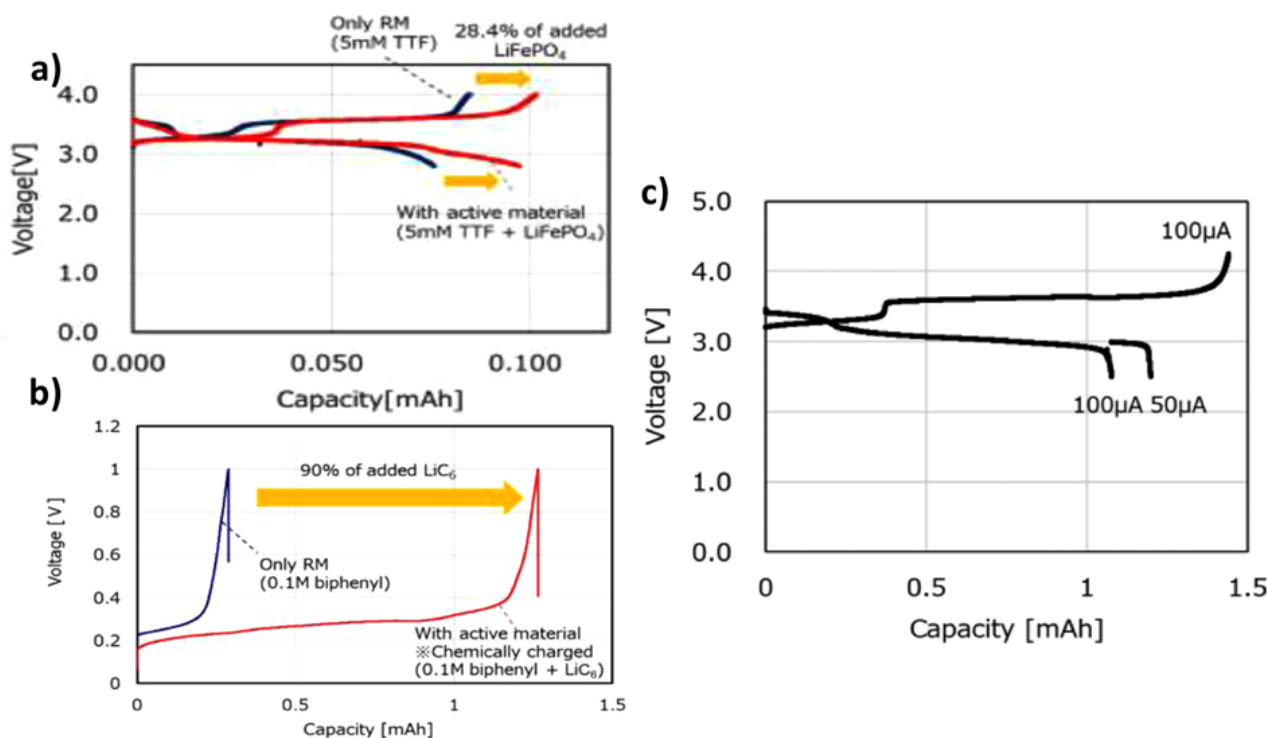 a)
Only RM
(5mM TTF)
28.4% of added
LiFePO₄
4.0
3.0
2.0
1.0
0.0
Voltage[V]
With active material
(5mM TTF + LiFePO₄)
0.000
0.050
0.100
Capacity[mAh]
b)
1.2
1
0.8
0.6
0.4
0.2
0
Voltage [V]
90% of added LiC₆
Only RM
(0.1M biphenyl)
With active material
※Chemically charged
(0.1M biphenyl + LiC₆)
0
0.5
1
1.5
Capacity [mAh]
c)
5.0
4.0
3.0
2.0
1.0
0.0
Voltage [V]
100μA
100μA 50μA
0
0.5
1
1.5
Capacity [mAh]